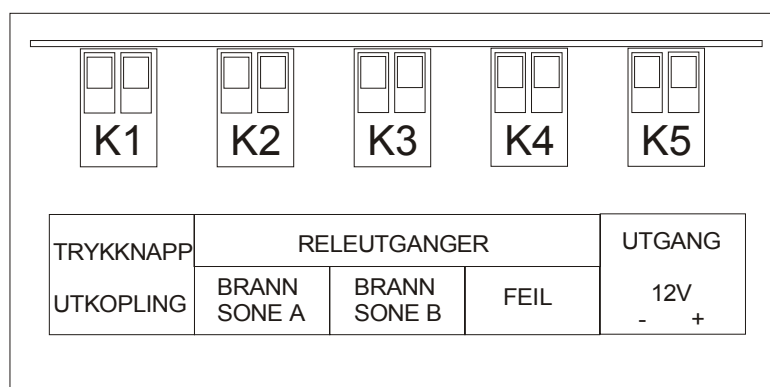 K1 K2 K3 K4 K5
TRYKKNAPP
UTKOPLING
RELEUTGANGER
BRANN
SONE A
BRANN
SONE B
FEIL
UTGANG
12V
- +